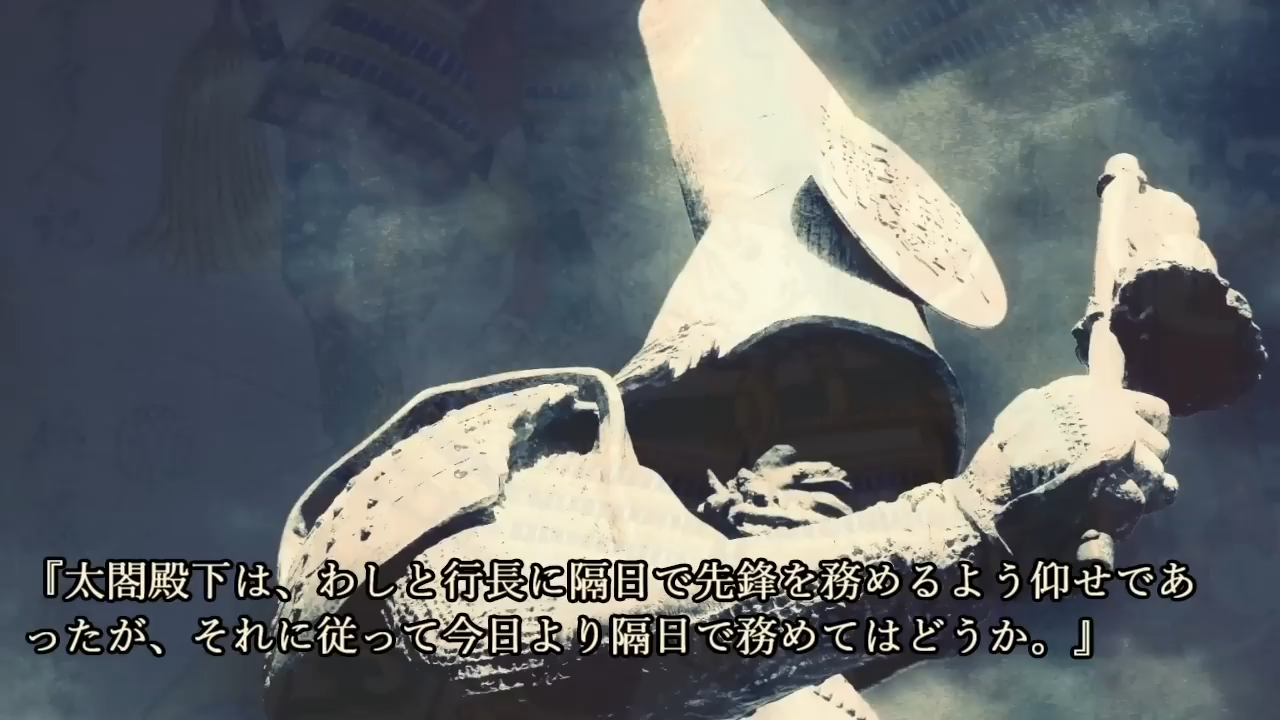 『太閤殿下は、わしと行長に隔日で先鋒を務めるよう仰せであ
ったが、それに従って今日より隔日で務めてはどうか。』